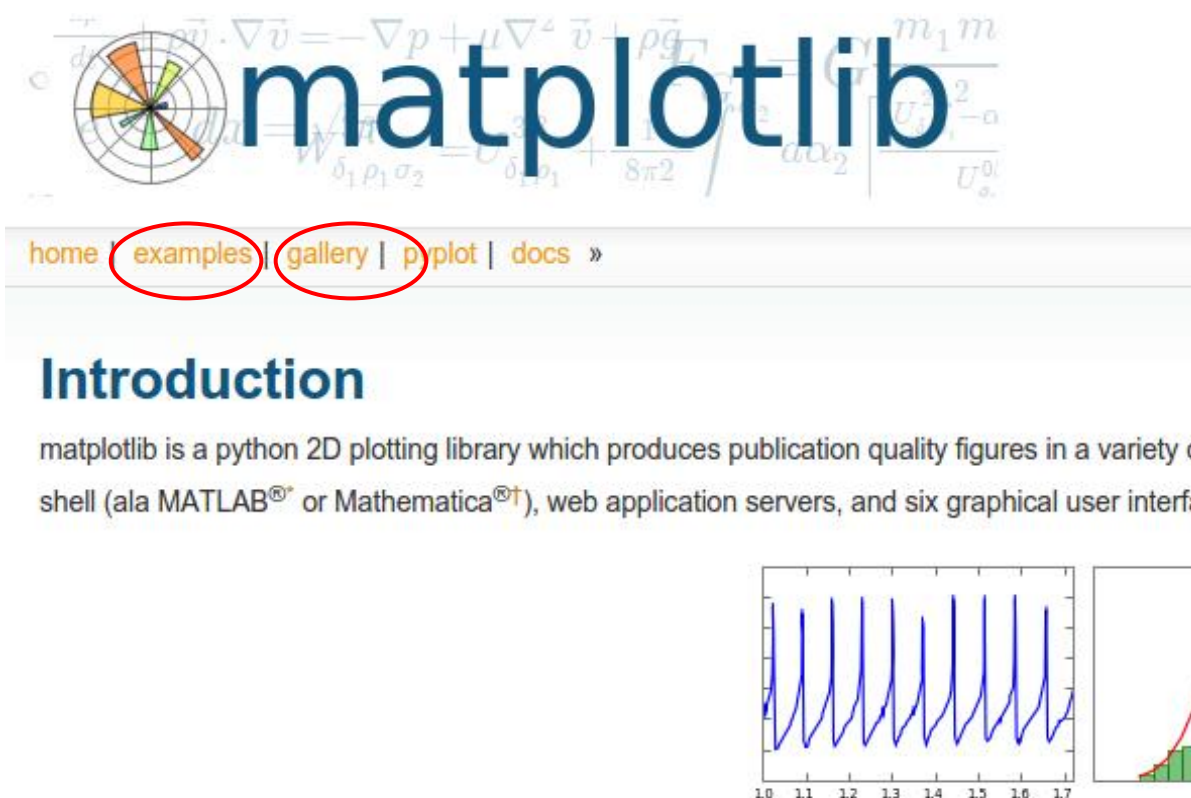 matplotlib
home | examples | gallery | pyplot | docs »
Introduction
matplotlib is a python 2D plotting library which produces publication quality figures in a variety
shell (ala MATLAB®* or Mathematica®†), web application servers, and six graphical user
1.0 1.1 1.2 1.3 1.4 1.5 1.6 1.7